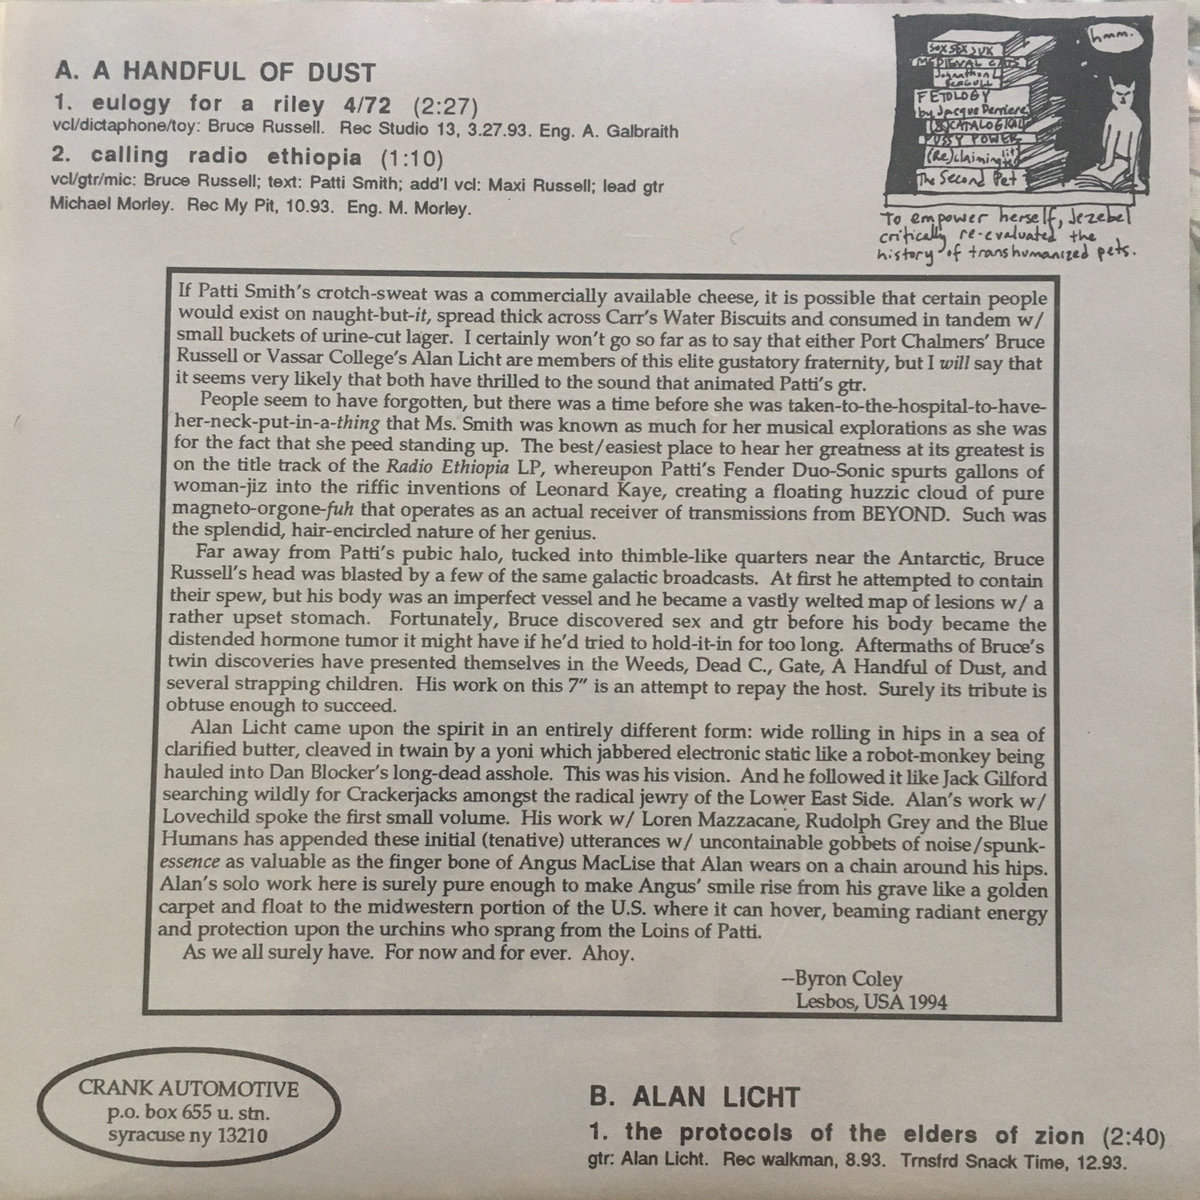 A. A HANDFUL OF DUST
1. eulogy for a riley 4/72 (2:27)
vcl/dictaphone/toy: Bruce Russell. Rec Studio 13, 3.27.93. Eng. A. Galbraith
2. calling radio ethiopia (1:10)
vcl/gtr/mic: Bruce Russell; text: Patti Smith; add'l vcl: Maxi Russell; lead gtr
Michael Morley. Rec My Pit, 10.93. Eng. M. Morley.
hmm.
SEX SEX SUX
MEDIEVAL CATS
Johnathon L
SEAGULL
FETOLOGY
by Jacque Derriere
PUSSY POWER
(Re)claiming
The Second Pet
To empower herself, Jezebel
critically re-evaluated the
history of transhumanized pets.
If Patti Smith's crotch-sweat was a commercially available cheese, it is possible that certain people
would exist on naught-but-it, spread thick across Carr's Water Biscuits and consumed in tandem w/
small buckets of urine-cut lager. I certainly won't go so far as to say that either Port Chalmers' Bruce
Russell or Vassar College's Alan Licht are members of this elite gustatory fraternity, but I will say that
it seems very likely that both have thrilled to the sound that animated Patti's gtr.
People seem to have forgotten, but there was a time before she was taken-to-the-hospital-to-have-
her-neck-put-in-a-thing that Ms. Smith was known as much for her musical explorations as she was
for the fact that she peed standing up. The best/easiest place to hear her greatness at its greatest is
on the title track of the Radio Ethiopia LP, whereupon Patti's Fender Duo-Sonic spurts gallons of
woman-jiz into the riffic inventions of Leonard Kaye, creating a floating huzzic cloud of pure
magneto-orgone-fuh that operates as an actual receiver of transmissions from BEYOND. Such was
the splendid, hair-encircled nature of her genius.
Far away from Patti's pubic halo, tucked into thimble-like quarters near the Antarctic, Bruce
Russell's head was blasted by a few of the same galactic broadcasts. At first he attempted to contain
their spew, but his body was an imperfect vessel and he became a vastly welted map of lesions w/ a
rather upset stomach. Fortunately, Bruce discovered sex and gtr before his body became the
distended hormone tumor it might have if he'd tried to hold-it-in for too long. Aftermaths of Bruce's
twin discoveries have presented themselves in the Weeds, Dead C., Gate, A Handful of Dust, and
several strapping children. His work on this 7" is an attempt to repay the host. Surely its tribute is
obtuse enough to succeed.
Alan Licht came upon the spirit in an entirely different form: wide rolling in hips in a sea of
clarified butter, cleaved in twain by a yoni which jabbered electronic static like a robot-monkey being
hauled into Dan Blocker's long-dead asshole. This was his vision. And he followed it like Jack Gilford
searching wildly for Crackerjacks amongst the radical jewry of the Lower East Side. Alan's work w/
Lovechild spoke the first small volume. His work w/ Loren Mazzacane, Rudolph Grey and the Blue
Humans has appended these initial (tenative) utterances w/ uncontainable gobbets of noise/spunk-
essence as valuable as the finger bone of Angus MacLise that Alan wears on a chain around his hips.
Alan's solo work here is surely pure enough to make Angus' smile rise from his grave like a golden
carpet and float to the midwestern portion of the U.S. where it can hover, beaming radiant energy
and protection upon the urchins who sprang from the Loins of Patti.
As we all surely have. For now and for ever. Ahoy.
--Byron Coley
Lesbos, USA 1994
CRANK AUTOMOTIVE
p.o. box 655 u. stn.
syracuse ny 13210
B. ALAN LICHT
1. the protocols of the elders of zion (2:40)
gtr: Alan Licht. Rec walkman, 8.93. Trnsfrd Snack Time, 12.93.